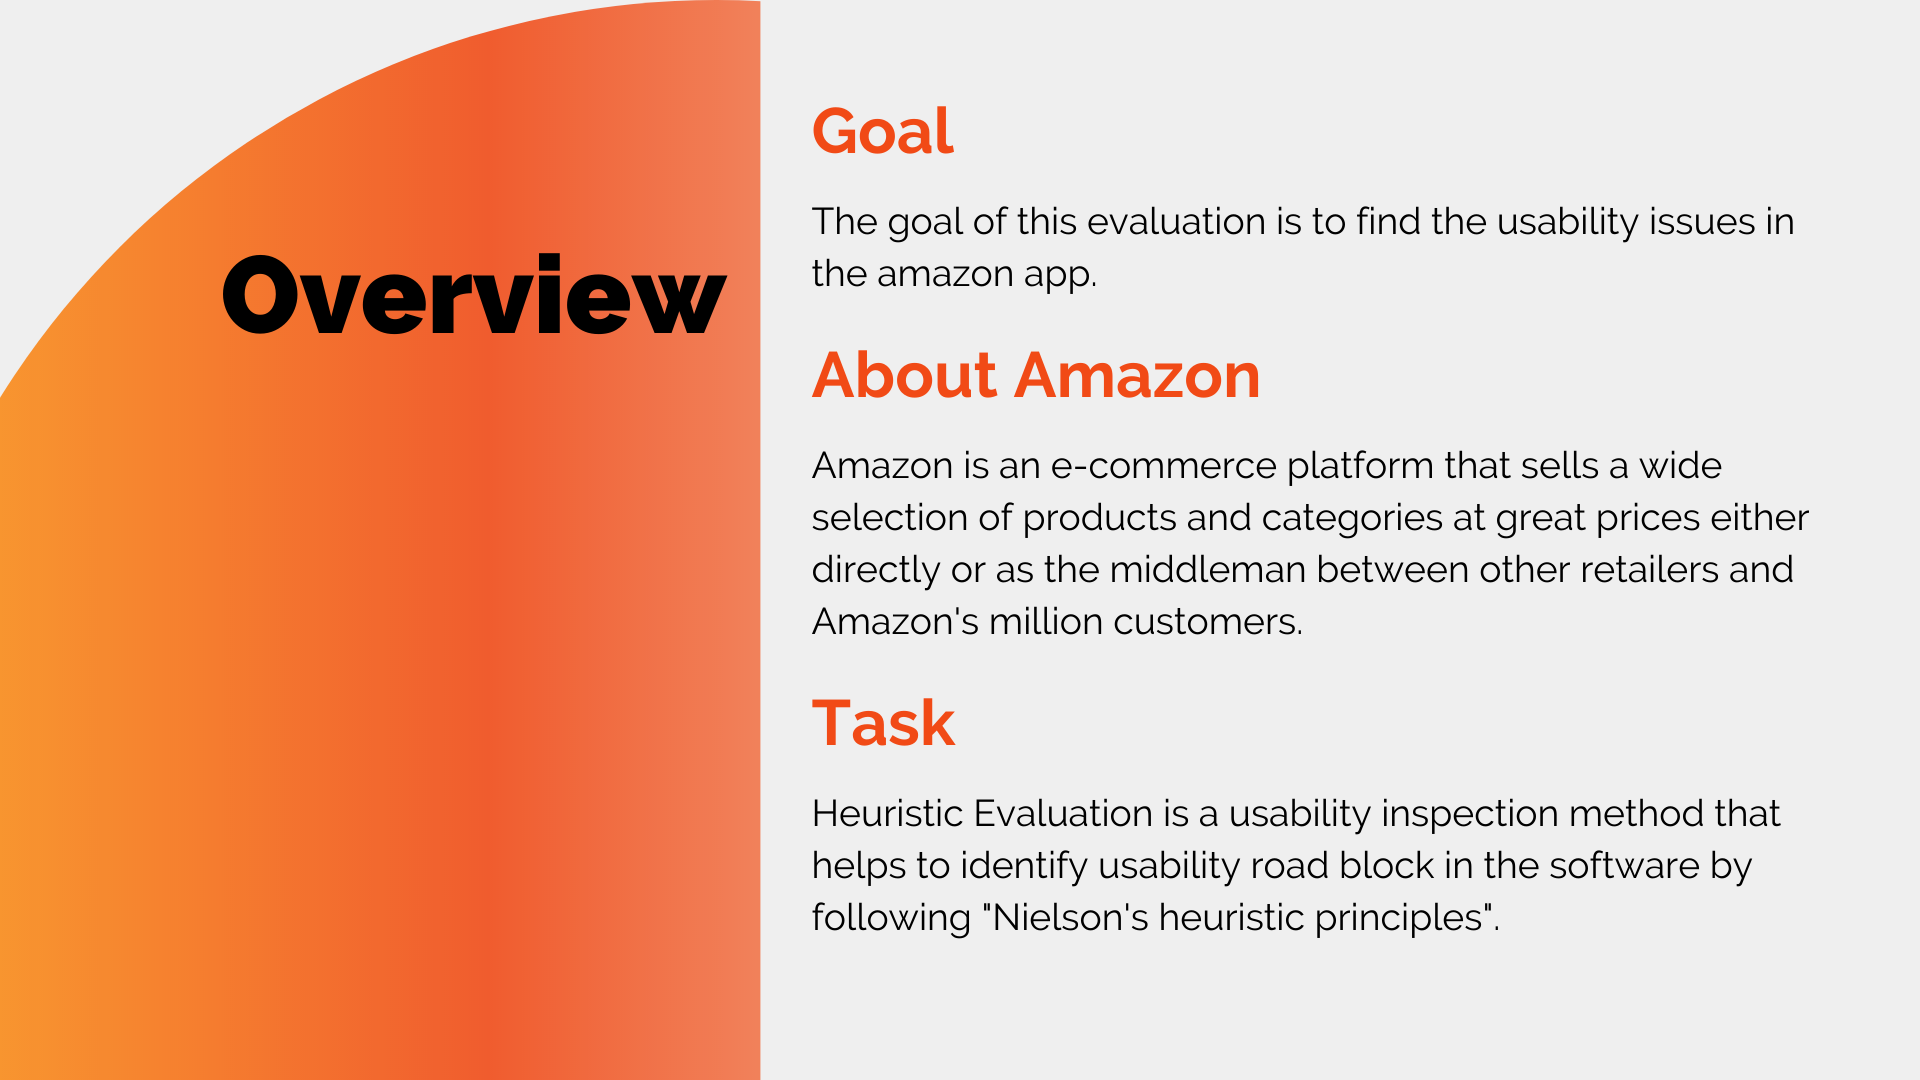 Overview
Goal
The goal of this evaluation is to find the usability issues in
the amazon app.
About Amazon
Amazon is an e-commerce platform that sells a wide
selection of products and categories at great prices either
directly or as the middleman between other retailers and
Amazon's million customers.
Task
Heuristic Evaluation is a usability inspection method that
helps to identify usability road block in the software by
following "Nielson's heuristic principles".